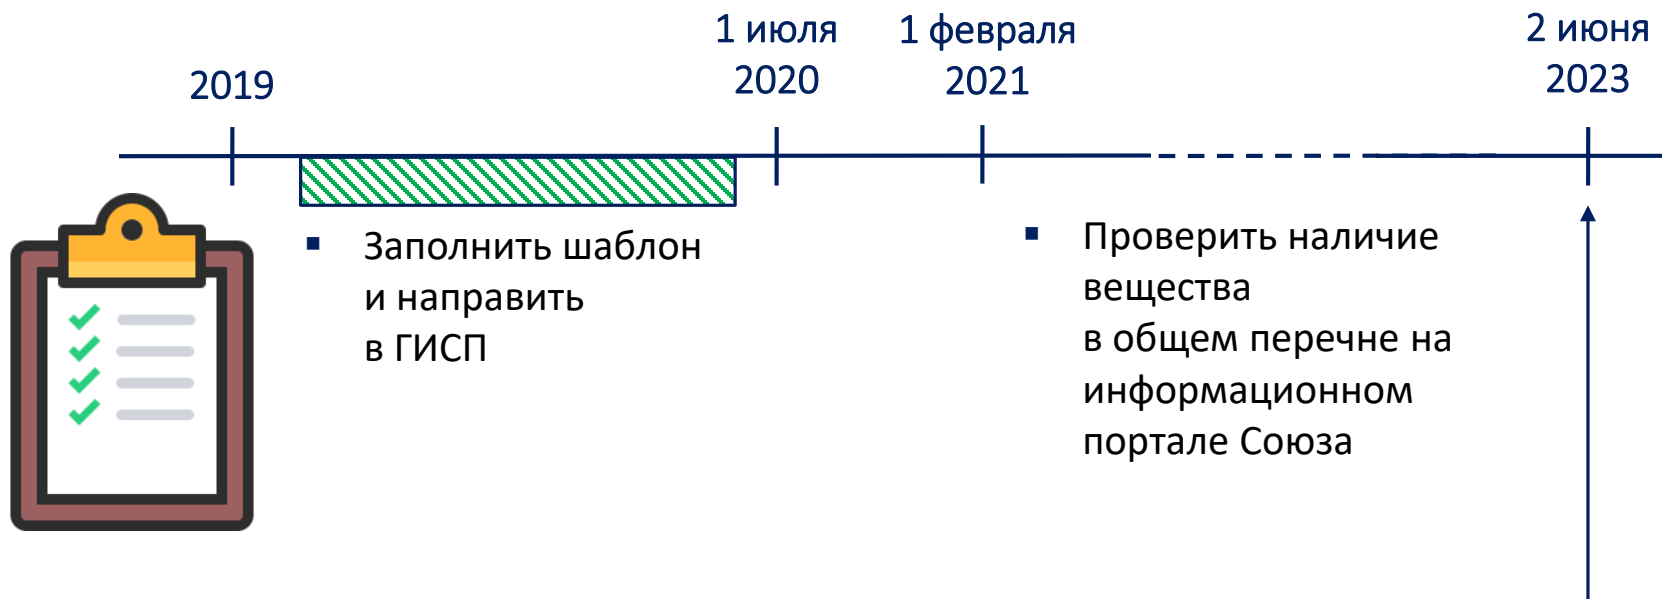 2019
1 июля
2020
1 февраля
2021
2 июня
2023
▪ Заполнить шаблон
и направить
в ГИСП
▪ Проверить наличие
вещества
в общем перечне на
информационном
портале Союза